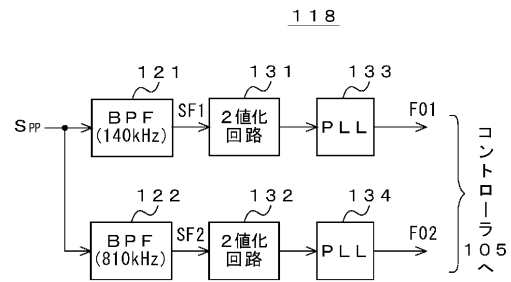 118
121
131
133
SPP
BPF
(140kHz)
SF1
2値化
回路
PLL
F01
122
132
134
BPF
(810kHz)
SF2
2値化
回路
PLL
F02
コントローラ
105へ